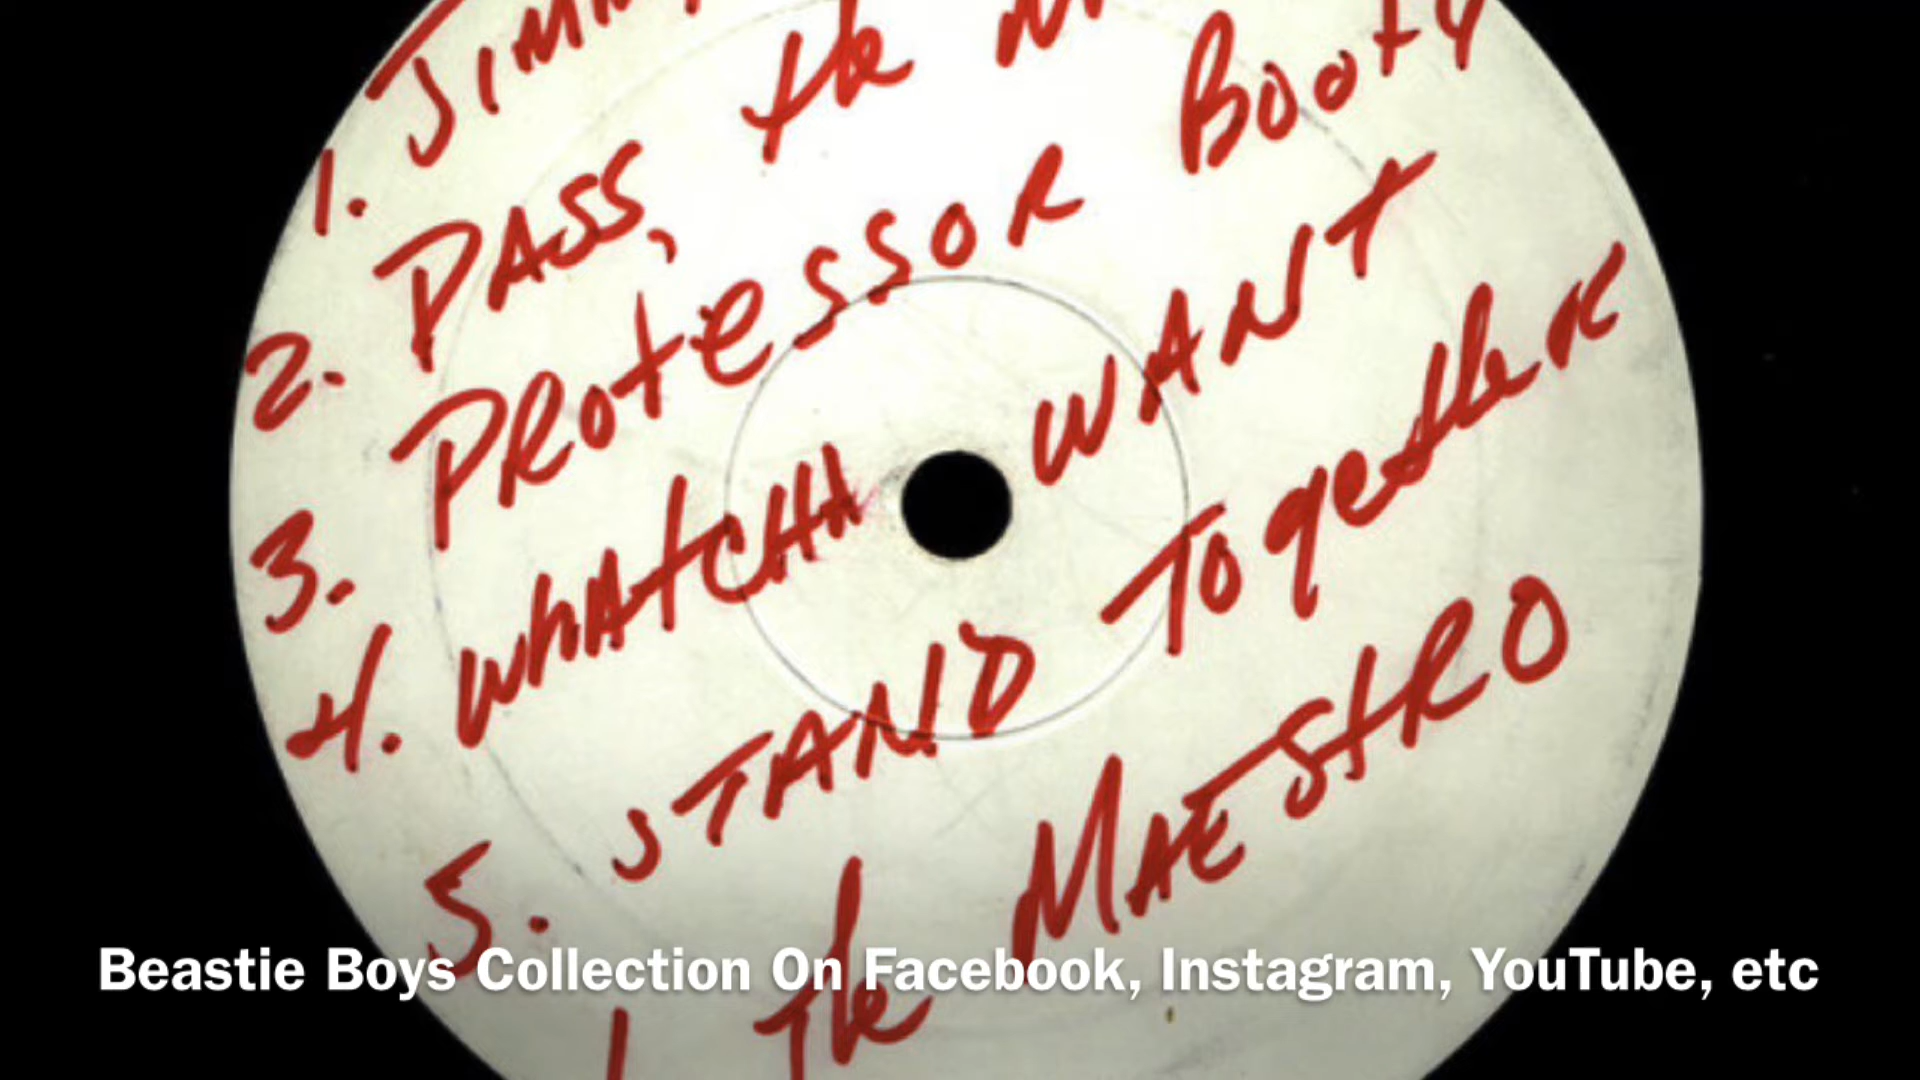 1. JIMM
2. PASS, the M
3. PROfeSSOR BOOty
4. WhAtCHA WANT
5. STAND Together
the MAESTRO
Beastie Boys Collection On Facebook, Instagram, YouTube, etc